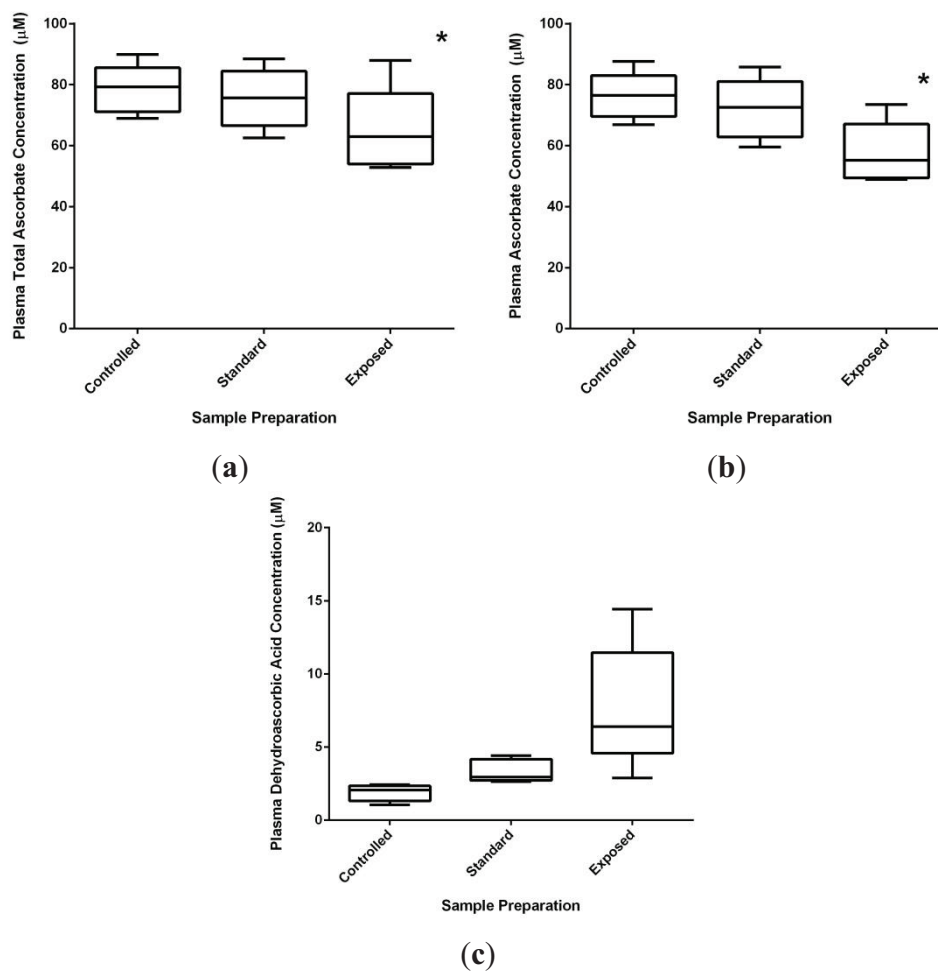 Plasma Total Ascorbate Concentration (µM)
100
80
60
40
20
0
*
Controlled
Standard
Exposed
Sample Preparation
(a)
Plasma Ascorbate Concentration (µM)
100
80
60
40
20
0
*
Controlled
Standard
Exposed
Sample Preparation
(b)
Plasma Dehydroascorbic Acid Concentration (µM)
20
15
10
5
0
Controlled
Standard
Exposed
Sample Preparation
(c)